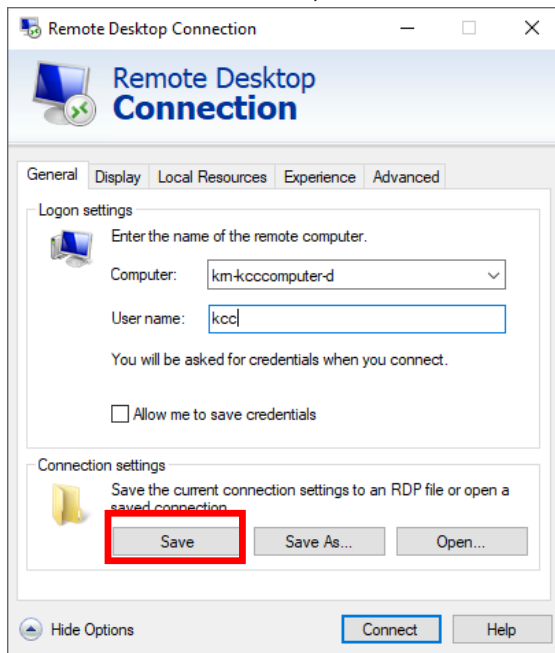 Remote Desktop Connection
Remote Desktop
Connection
General Display Local Resources Experience Advanced
Logon settings
Enter the name of the remote computer.
Computer: krn-kcccomputer-d
User name: kcc
You will be asked for credentials when you connect.
Allow me to save credentials
Connection settings
Save the current connection settings to an RDP file or open a
saved connection.
Save Save As... Open...
Hide Options Connect Help